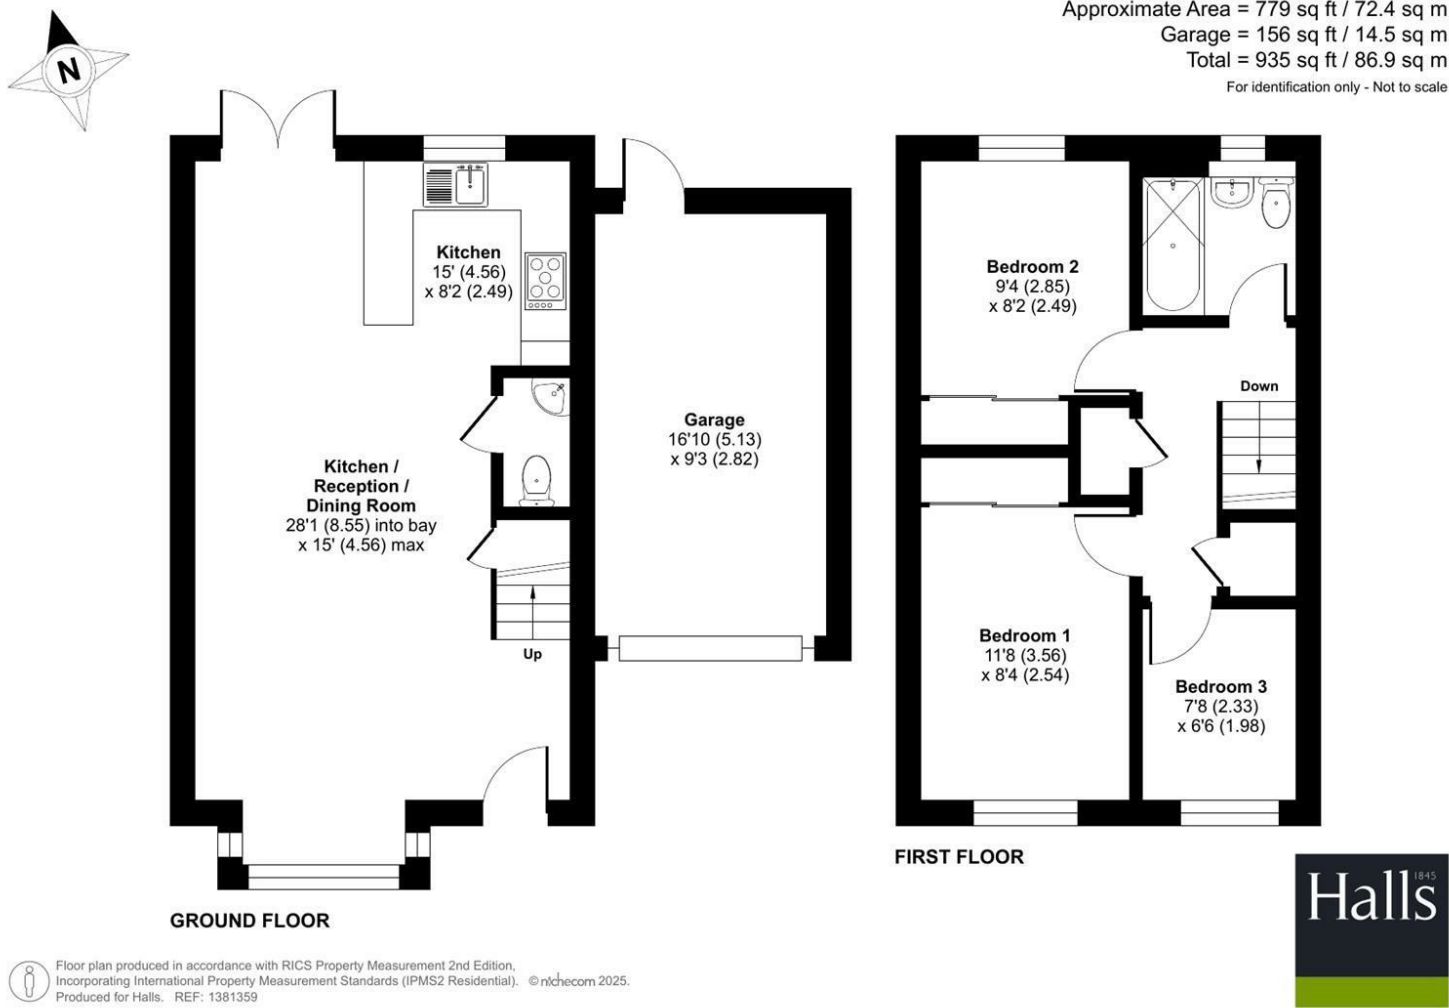 Approximate Area = 779 sq ft / 72.4 sq m
Garage = 156 sq ft / 14.5 sq m
Total = 935 sq ft / 86.9 sq m
For identification only - Not to scale
N
Kitchen
15' (4.56)
x 8'2 (2.49)
Garage
16'10 (5.13)
x 9'3 (2.82)
Kitchen /
Reception /
Dining Room
28'1 (8.55) into bay
x 15' (4.56) max
Up
GROUND FLOOR
Bedroom 2
9'4 (2.85)
x 8'2 (2.49)
Down
Bedroom 1
11'8 (3.56)
x 8'4 (2.54)
Bedroom 3
7'8 (2.33)
x 6'6 (1.98)
FIRST FLOOR
1845
Halls
Floor plan produced in accordance with RICS Property Measurement 2nd Edition,
Incorporating International Property Measurement Standards (IPMS2 Residential). © nichecom 2025.
Produced for Halls. REF: 1381359